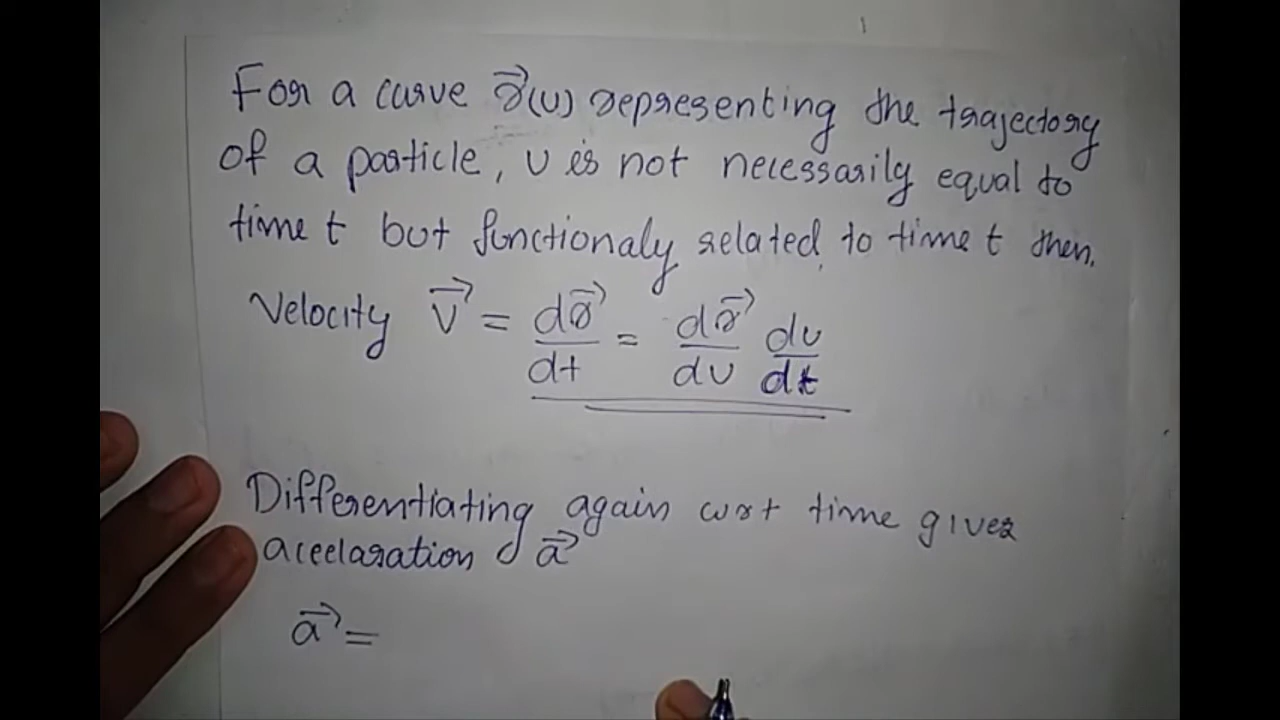 For a curve r⃗(u) representing the trajectory
of a particle, u is not necessarily equal to
time t but functionaly related to time t then.
Velocity V⃗ = dr⃗/dt = dr⃗/du du/dt
Differentiating again wrt time gives
aceelaration a⃗
a⃗ =